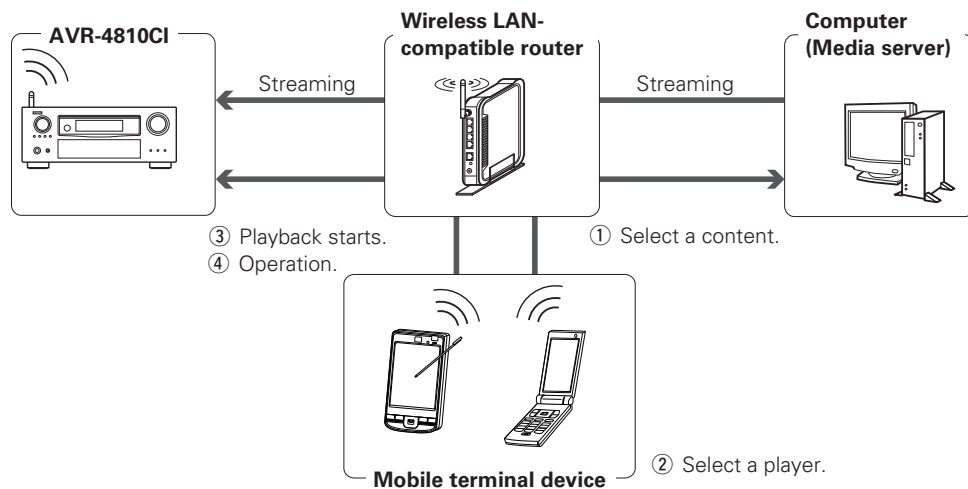 AVR-4810CI
Wireless LAN-
compatible router
Computer
(Media server)
Streaming
Streaming
③ Playback starts.
④ Operation.
① Select a content.
② Select a player.
Mobile terminal device